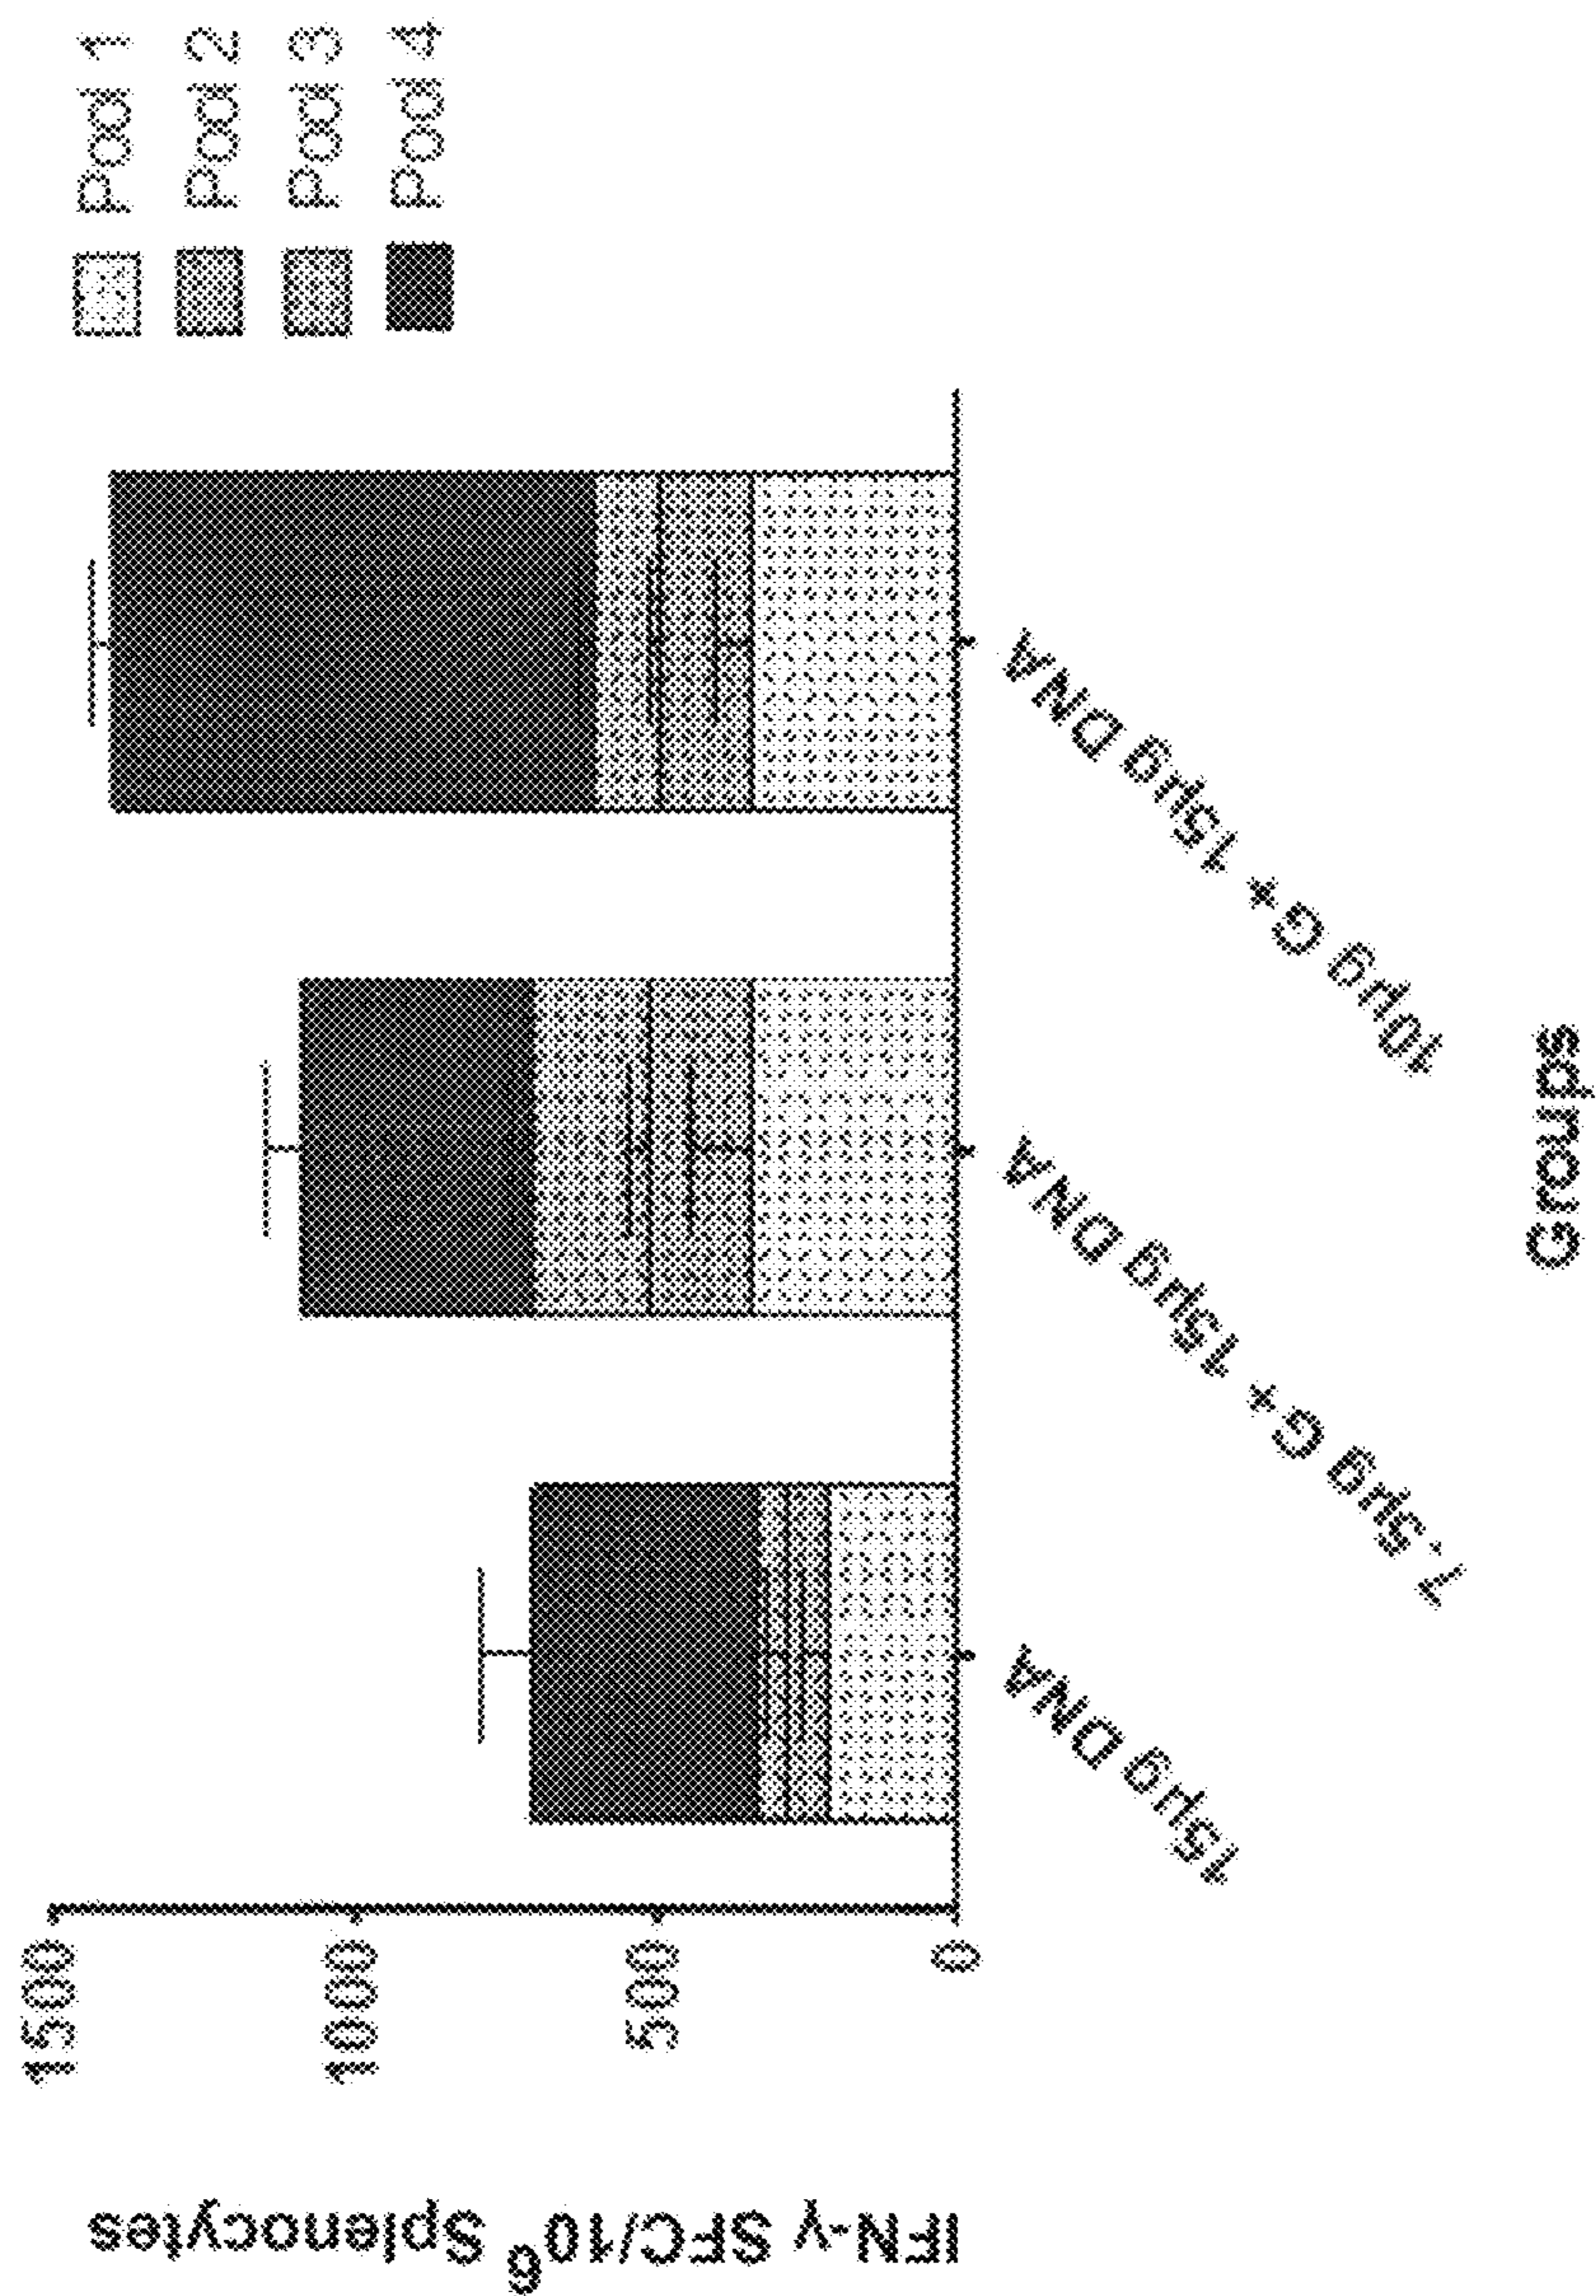 Pool 1
Pool 2
Pool 3
Pool 4
IFN-γ SFC/10⁶ Splenocytes
1500
1000
500
0
15μg DNA
7.5μg G+ 15μg DNA
10μg G+ 15μg DNA
Groups